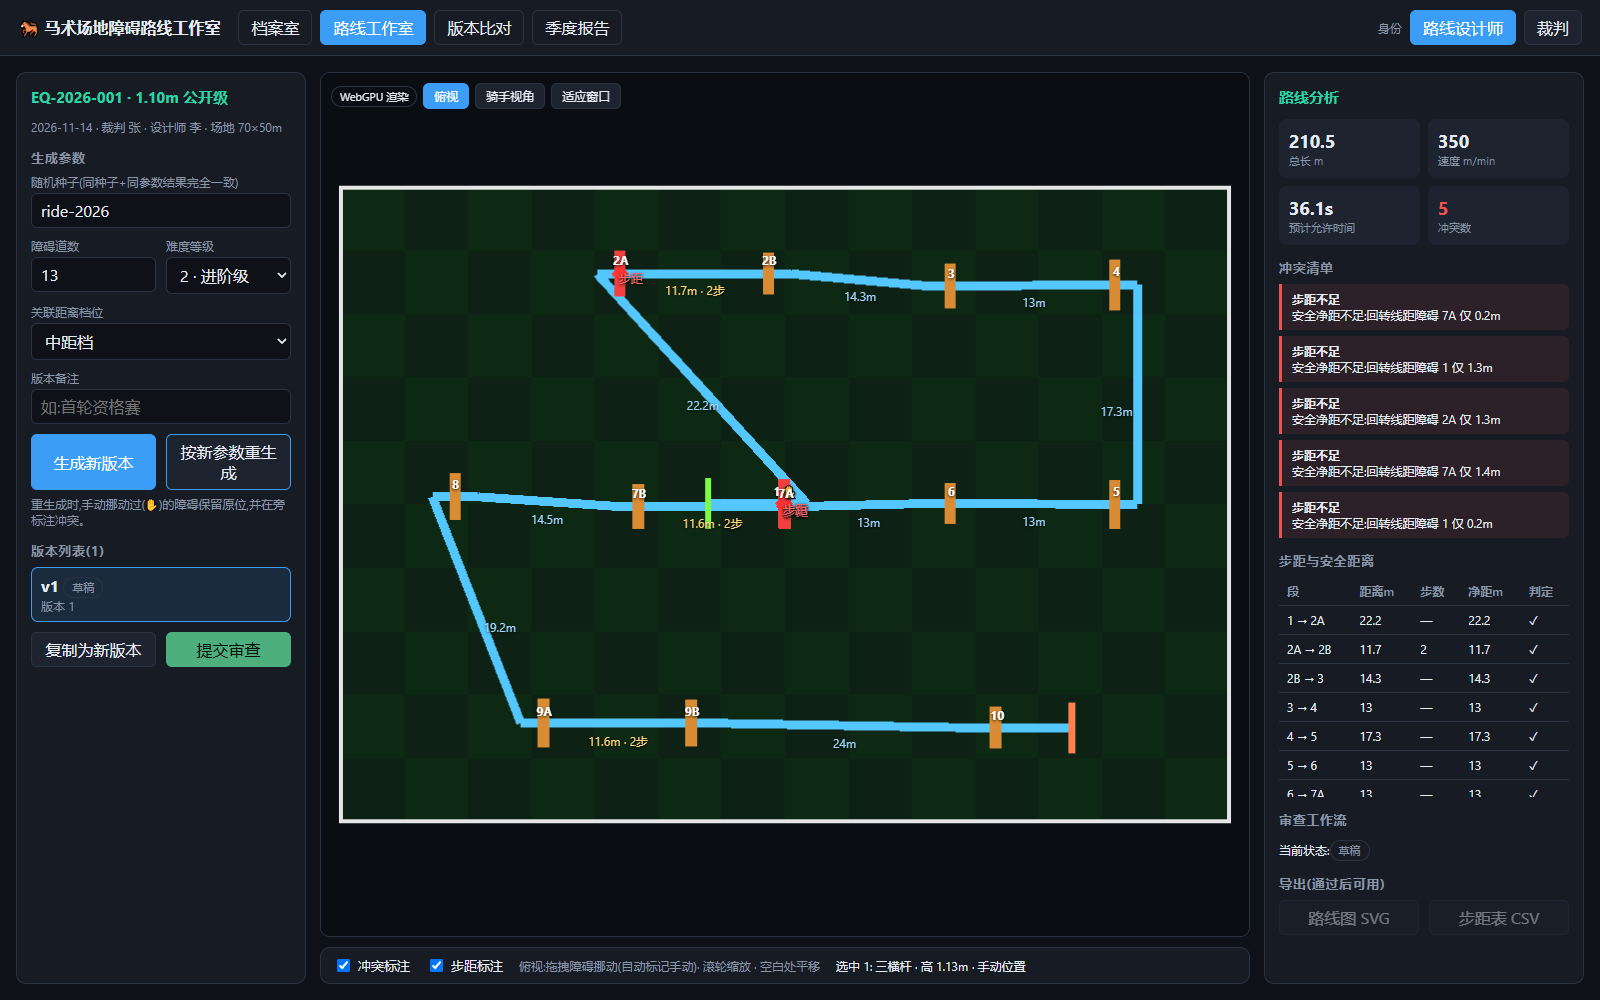 马术场地障碍路线工作室
档案室
路线工作室
版本比对
季度报告
身份
路线设计师
裁判
EQ-2026-001 · 1.10m 公开级
2026-11-14 · 裁判 张 · 设计师 李 · 场地 70×50m
生成参数
随机种子(同种子+同参数结果完全一致)
ride-2026
障碍道数
难度等级
13
2 · 进阶级
关联距离档位
中距档
版本备注
如:首轮资格赛
生成新版本
按新参数重生成
重生成时,手动挪动过(✋)的障碍保留原位,并在旁标注冲突。
版本列表(1)
v1 草稿
版本 1
复制为新版本
提交审查
WebGPU 渲染
俯视
骑手视角
适应窗口
2A
步距
2B
3
4
11.7m · 2步
14.3m
13m
22.2m
17.3m
8
7B
7A
步距
6
5
14.5m
11.6m · 2步
13m
13m
19.2m
9A
9B
10
11.6m · 2步
24m
冲突标注
步距标注
俯视:拖拽障碍挪动(自动标记手动)· 滚轮缩放 · 空白处平移
选中 1: 三横杆 · 高 1.13m · 手动位置
路线分析
210.5
总长 m
350
速度 m/min
36.1s
预计允许时间
5
冲突数
冲突清单
步距不足
安全净距不足:回转线距障碍 7A 仅 0.2m
步距不足
安全净距不足:回转线距障碍 1 仅 1.3m
步距不足
安全净距不足:回转线距障碍 2A 仅 1.3m
步距不足
安全净距不足:回转线距障碍 7A 仅 1.4m
步距不足
安全净距不足:回转线距障碍 1 仅 0.2m
步距与安全距离
段 距离m 步数 净距m 判定
1 → 2A 22.2 — 22.2 ✓
2A → 2B 11.7 2 11.7 ✓
2B → 3 14.3 — 14.3 ✓
3 → 4 13 — 13 ✓
4 → 5 17.3 — 17.3 ✓
5 → 6 13 — 13 ✓
6 → 7A 13 — 13 ✓
审查工作流
当前状态: 草稿
导出(通过后可用)
路线图 SVG
步距表 CSV